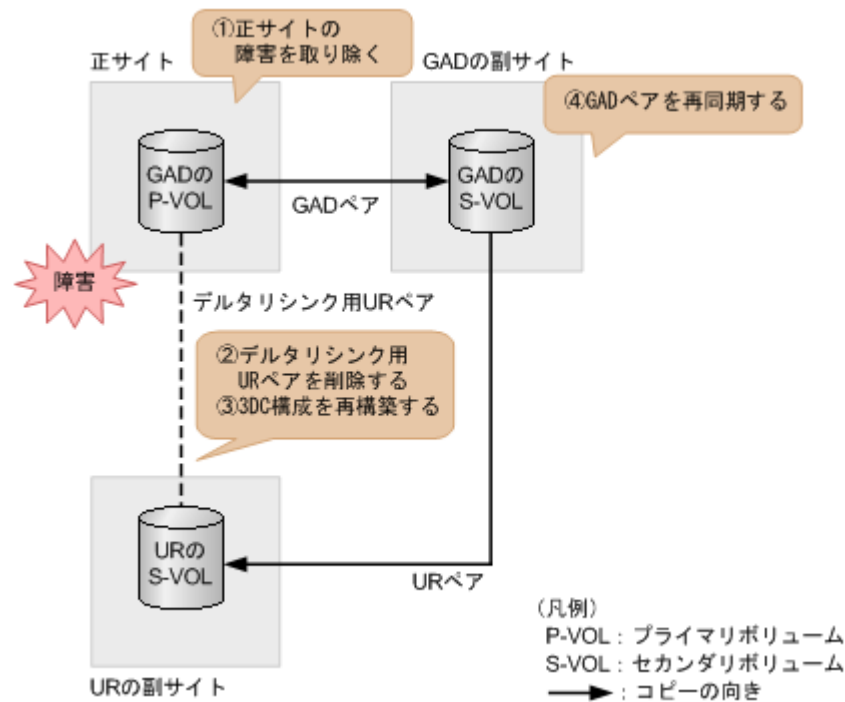 ①正サイトの
障害を取り除く
正サイト
GADの副サイト
④GADペアを再同期する
GADの
P-VOL
GADの
S-VOL
GADペア
障害
デルタリシンク用URペア
②デルタリシンク用
URペアを削除する
③3DC構成を再構築する
URの
S-VOL
URペア
URの副サイト
(凡例)
P-VOL：プライマリボリューム
S-VOL：セカンダリボリューム
：コピーの向き